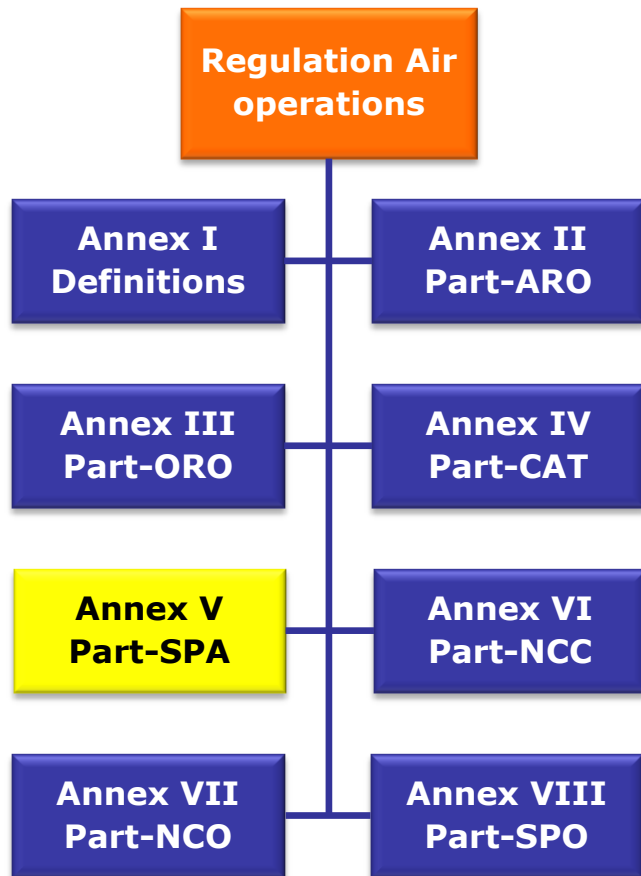 Regulation Air
operations
Annex I
Definitions
Annex II
Part-ARO
Annex III
Part-ORO
Annex IV
Part-CAT
Annex V
Part-SPA
Annex VI
Part-NCC
Annex VII
Part-NCO
Annex VIII
Part-SPO